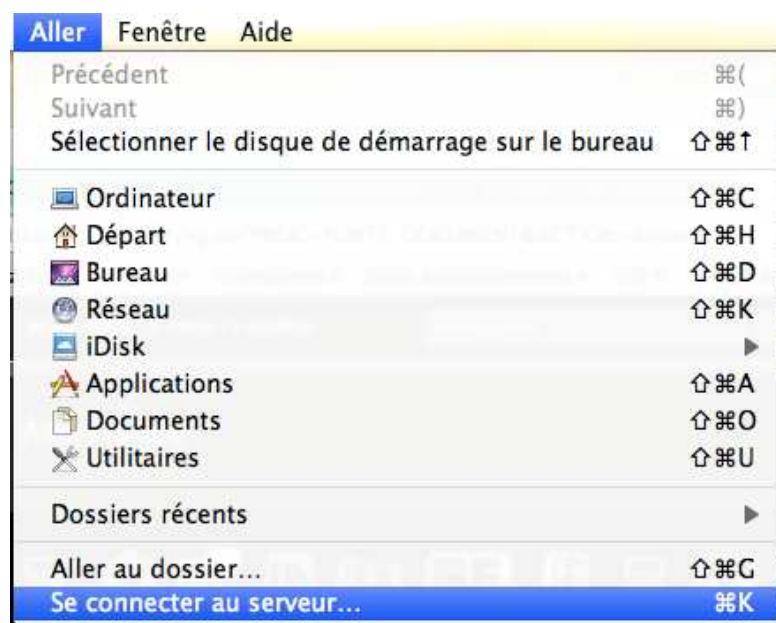 Aller Fenêtre Aide
Précédent ⌘(
Suivant ⌘)
Sélectionner le disque de démarrage sur le bureau ⇧⌘↑
Ordinateur ⇧⌘C
Départ ⇧⌘H
Bureau ⇧⌘D
Réseau ⇧⌘K
iDisk ▶
Applications ⇧⌘A
Documents ⇧⌘O
Utilitaires ⇧⌘U
Dossiers récents ▶
Aller au dossier... ⇧⌘G
Se connecter au serveur... ⌘K